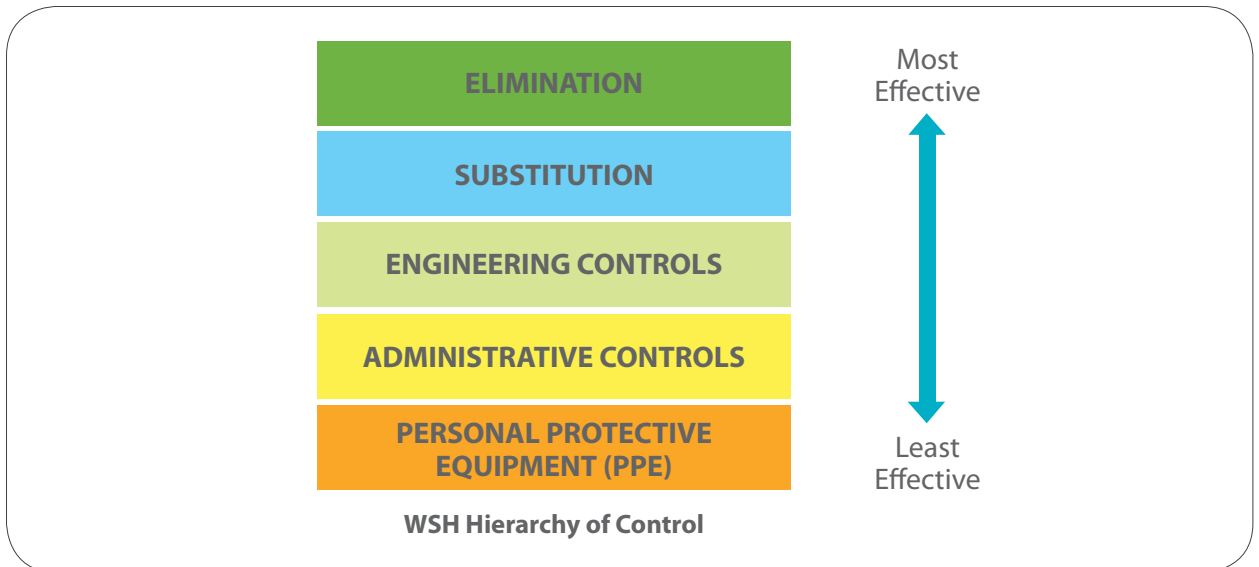 ELIMINATION
Most
Effective
SUBSTITUTION
ENGINEERING CONTROLS
ADMINISTRATIVE CONTROLS
PERSONAL PROTECTIVE
EQUIPMENT (PPE)
Least
Effective
WSH Hierarchy of Control